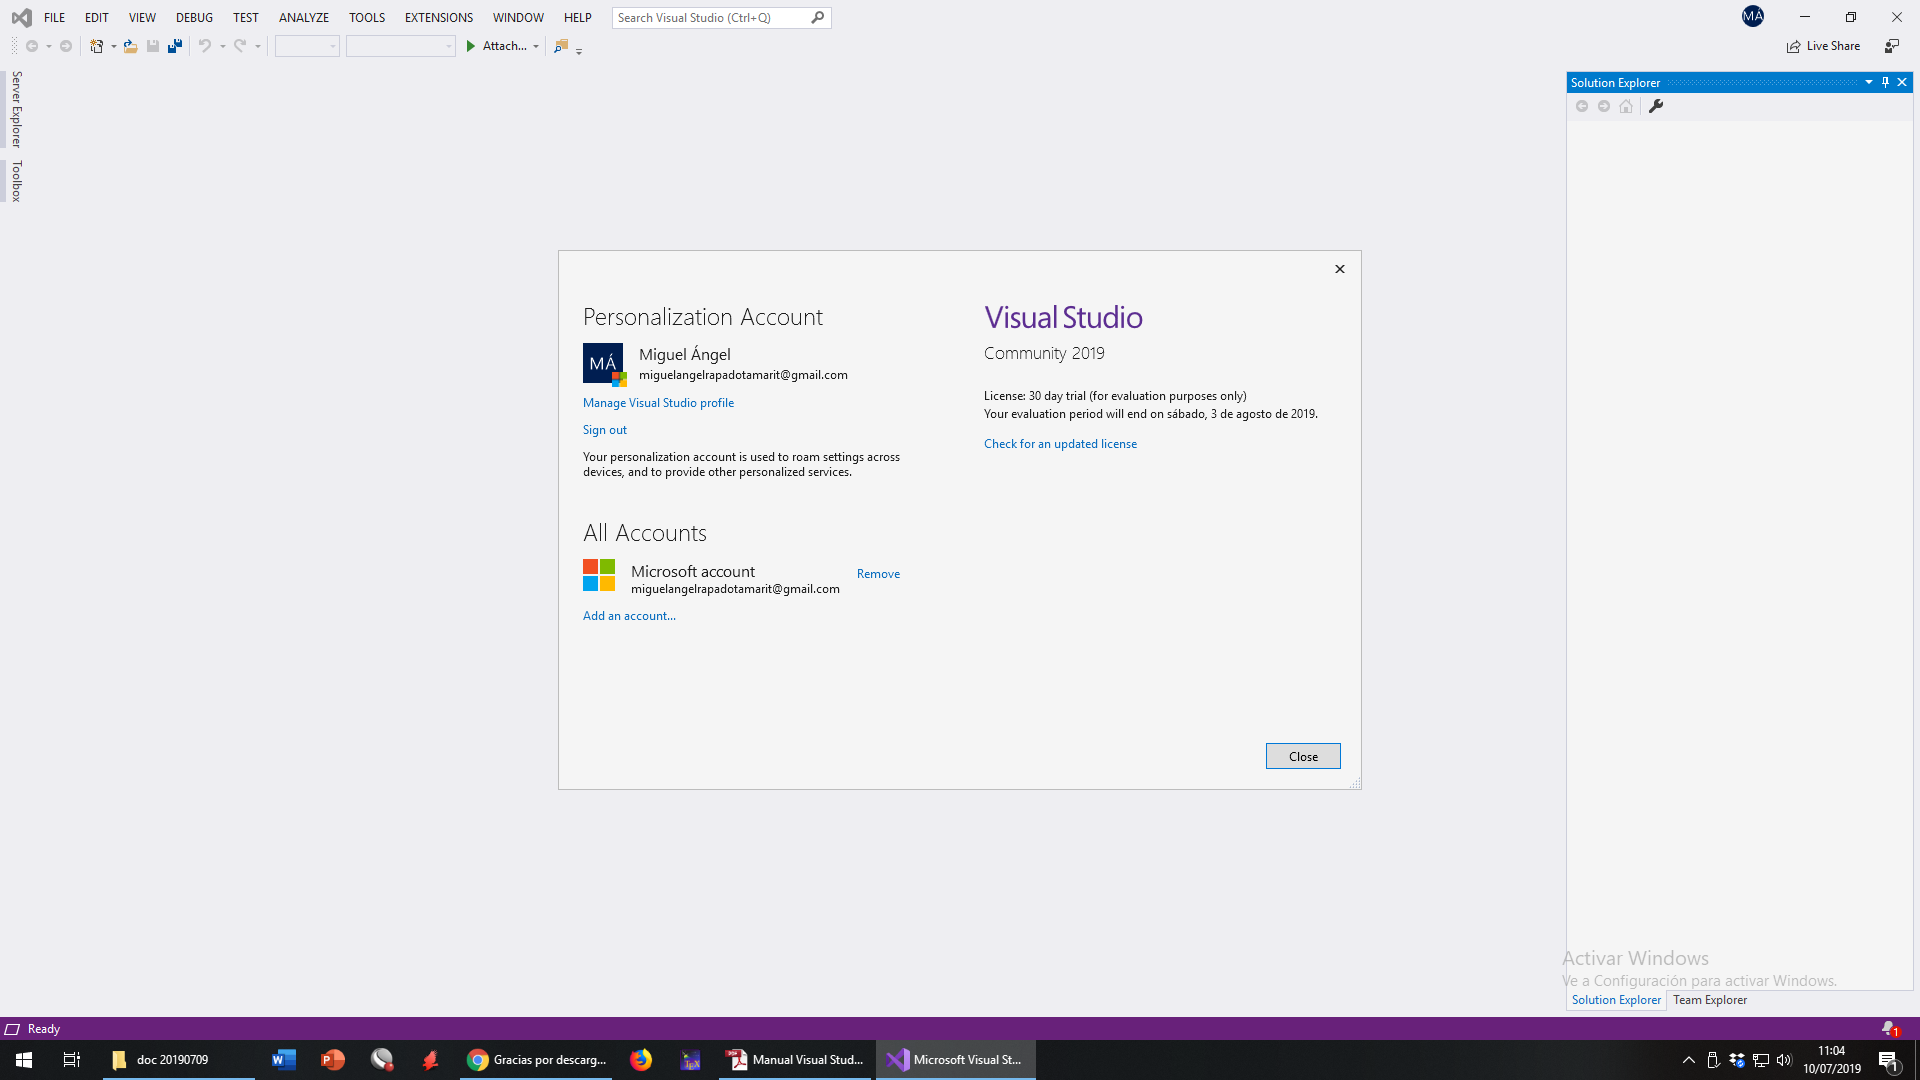 FILE EDIT VIEW DEBUG TEST ANALYZE TOOLS EXTENSIONS WINDOW HELP Search Visual Studio (Ctrl+Q) MÁ
Attach... Live Share
Server Explorer
Toolbox
Solution Explorer
Personalization Account
MÁ
Miguel Ángel
miguelangelrapadotamarit@gmail.com
Manage Visual Studio profile
Sign out
Your personalization account is used to roam settings across
devices, and to provide other personalized services.
All Accounts
Microsoft account
miguelangelrapadotamarit@gmail.com
Remove
Add an account...
Visual Studio
Community 2019
License: 30 day trial (for evaluation purposes only)
Your evaluation period will end on sábado, 3 de agosto de 2019.
Check for an updated license
Close
Activar Windows
Ve a Configuración para activar Windows.
Solution Explorer Team Explorer
Ready 1
doc 20190709 Gracias por descarg... Manual Visual Stud... Microsoft Visual St...
11:04
10/07/2019
1